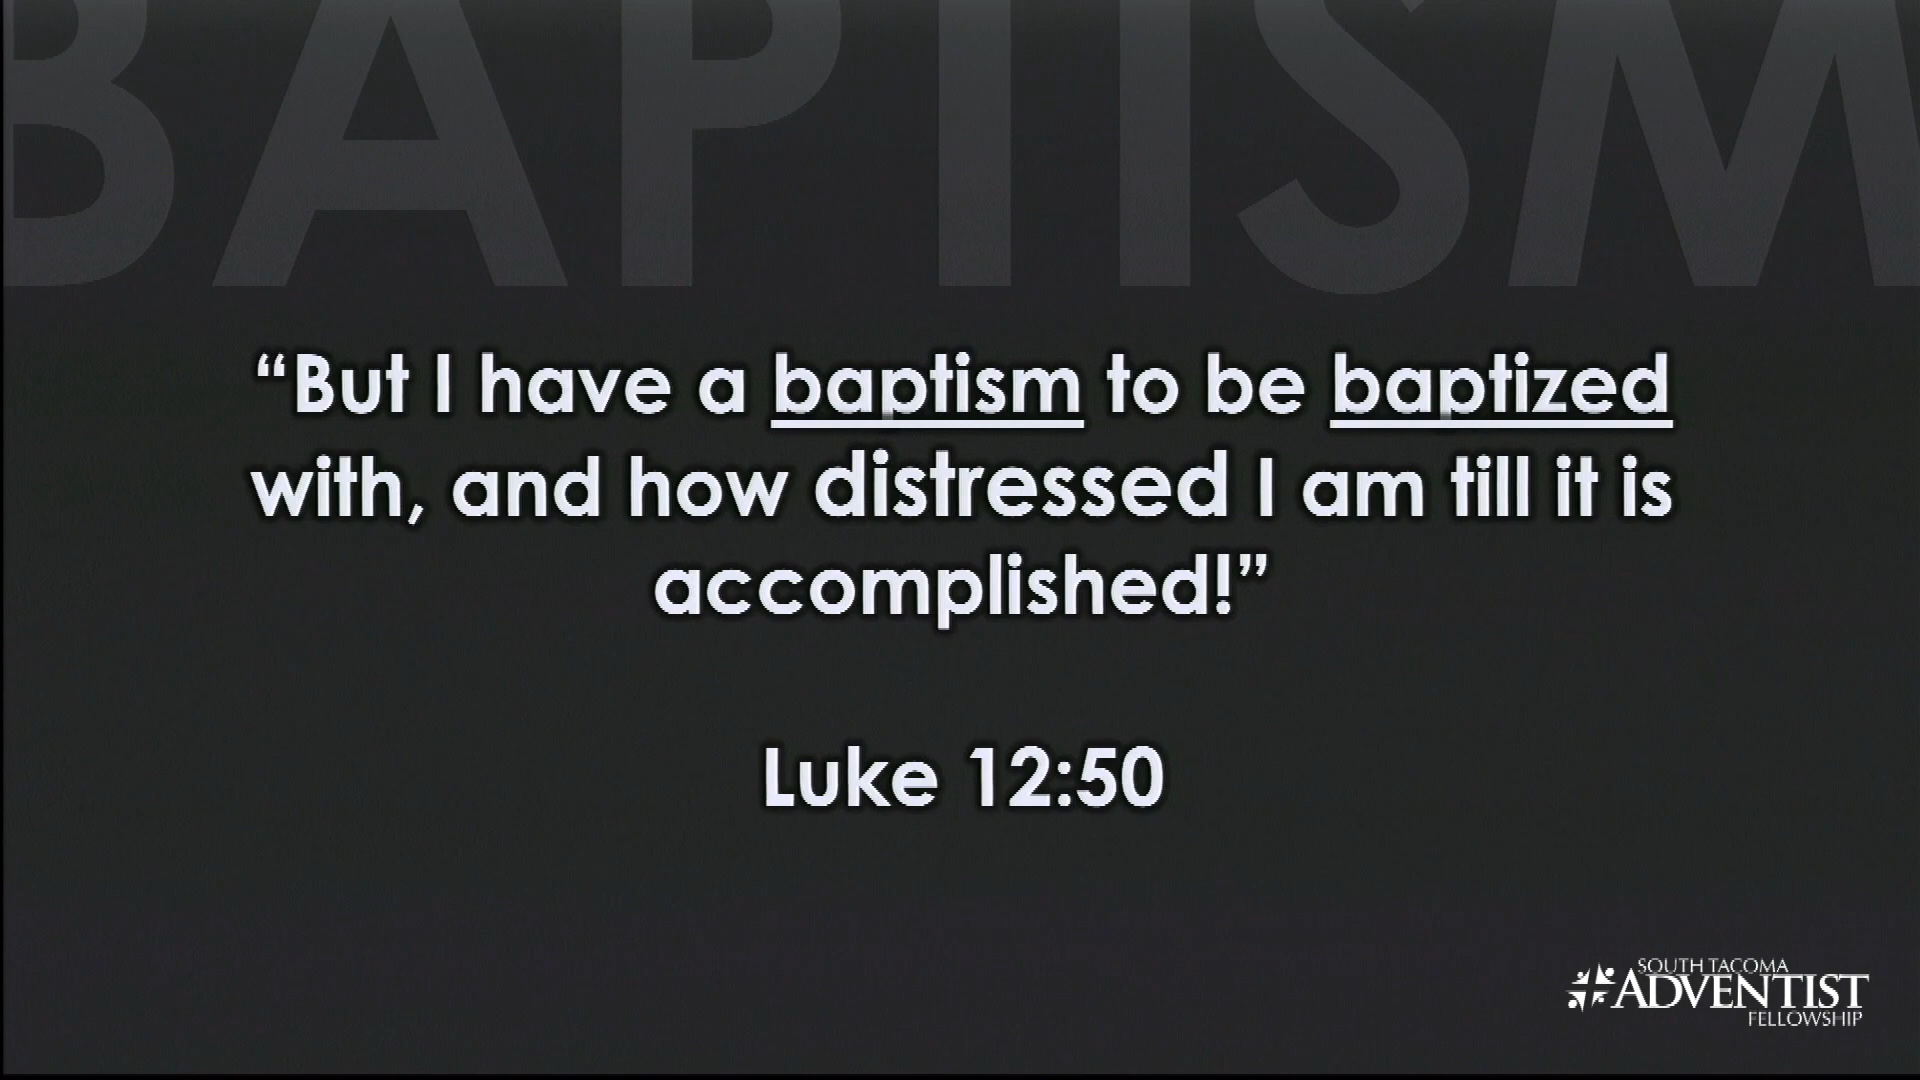 BAPTISM
“But I have a baptism to be baptized
with, and how distressed I am till it is
accomplished!”
Luke 12:50
SOUTH TACOMA
ADVENTIST
FELLOWSHIP